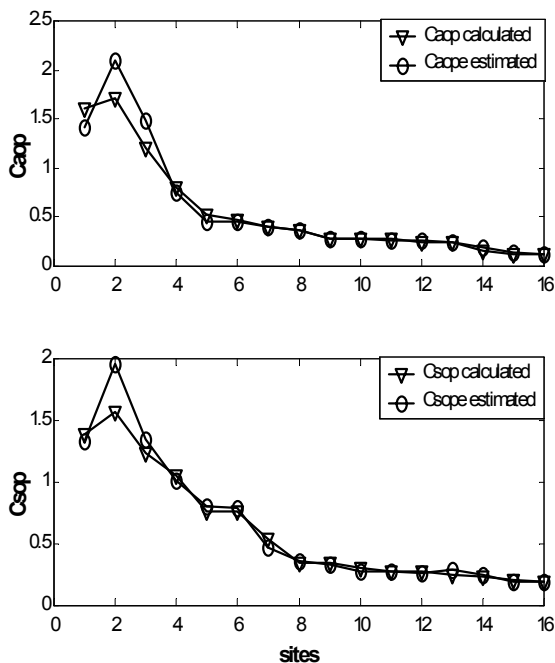 25
2
1.5
1
0.5
0
Caop
Caop calculated
Caope estimated
0 2 4 6 8 10 12 14 16
2
1.5
1
0.5
0
Csop
Csop calculated
Csope estimated
0 2 4 6 8 10 12 14 16
sites